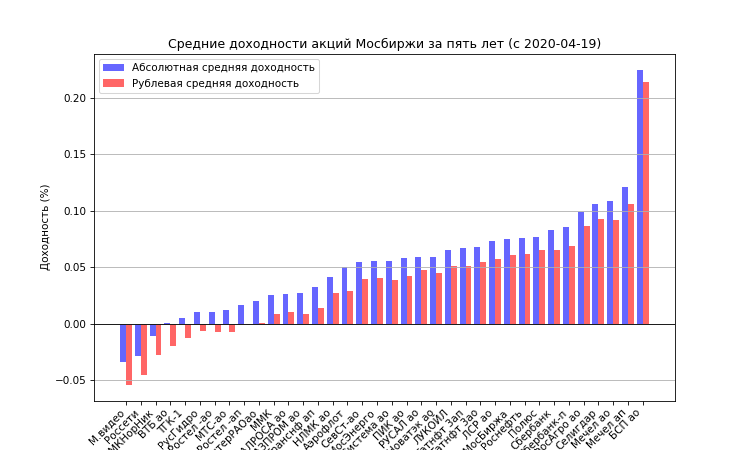 Средние доходности акций Мосбиржи за пять лет (с 2020-04-19)
Абсолютная средняя доходность
Рублевая средняя доходность
Доходность (%)
0.20
0.15
0.10
0.05
0.00
−0.05
М.видео
Россети
ВТБ ао
ТГК-1
РусГидро
Ростел -ао
МТС-ао
Ростел -ап
ММК
НЛМК ао
Аэрофлот
СевСт-ао
ПИК ао
РУСАЛ ао
ЛУКОЙЛ
ЛСР ао
МосБиржа
Роснефть
Полюс
Сбербанк
Селигдар
Мечел ао
Мечел ап
БСП ао